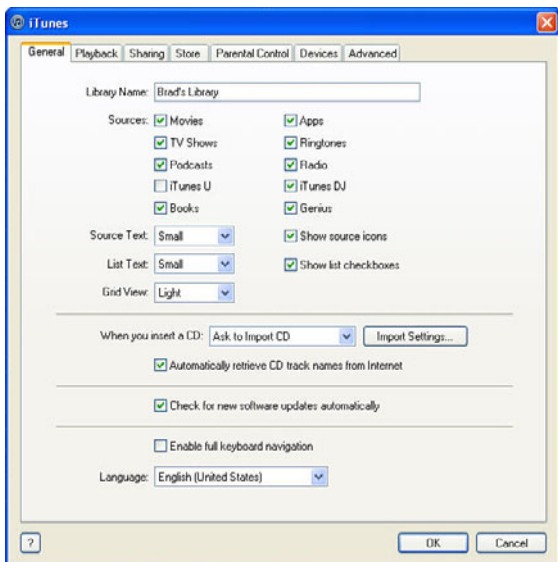 iTunes
General Playback Sharing Store Parental Control Devices Advanced
Library Name: Brad's Library
Sources: Movies Apps
TV Shows Ringtones
Podcasts Radio
iTunes U iTunes DJ
Books Genius
Source Text: Small Show source icons
List Text: Small Show list checkboxes
Grid View: Light
When you insert a CD: Ask to Import CD Import Settings...
Automatically retrieve CD track names from Internet
Check for new software updates automatically
Enable full keyboard navigation
Language: English (United States)
? OK Cancel